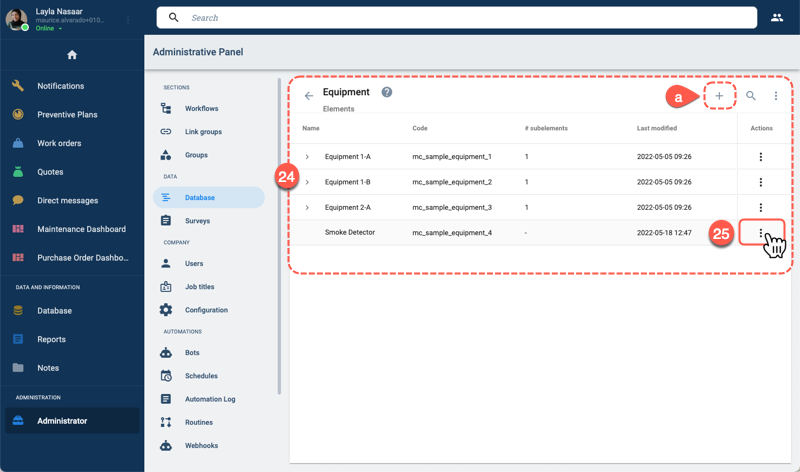 Layla Nasaar
maurice.alvarado+010...
Online
Search
Notifications
Preventive Plans
Work orders
Quotes
Direct messages
Maintenance Dashboard
Purchase Order Dashbo...
DATA AND INFORMATION
Database
Reports
Notes
ADMINISTRATION
Administrator
Administrative Panel
SECTIONS
Workflows
Link groups
Groups
DATA
Database
Surveys
COMPANY
Users
Job titles
Configuration
AUTOMATIONS
Bots
Schedules
Automation Log
Routines
Webhooks
Equipment ?
Elements
a
Name Code # subelements Last modified Actions
Equipment 1-A mc_sample_equipment_1 1 2022-05-05 09:26
24
Equipment 1-B mc_sample_equipment_2 1 2022-05-05 09:26
Equipment 2-A mc_sample_equipment_3 1 2022-05-05 09:26
Smoke Detector mc_sample_equipment_4 - 2022-05-18 12:47
25